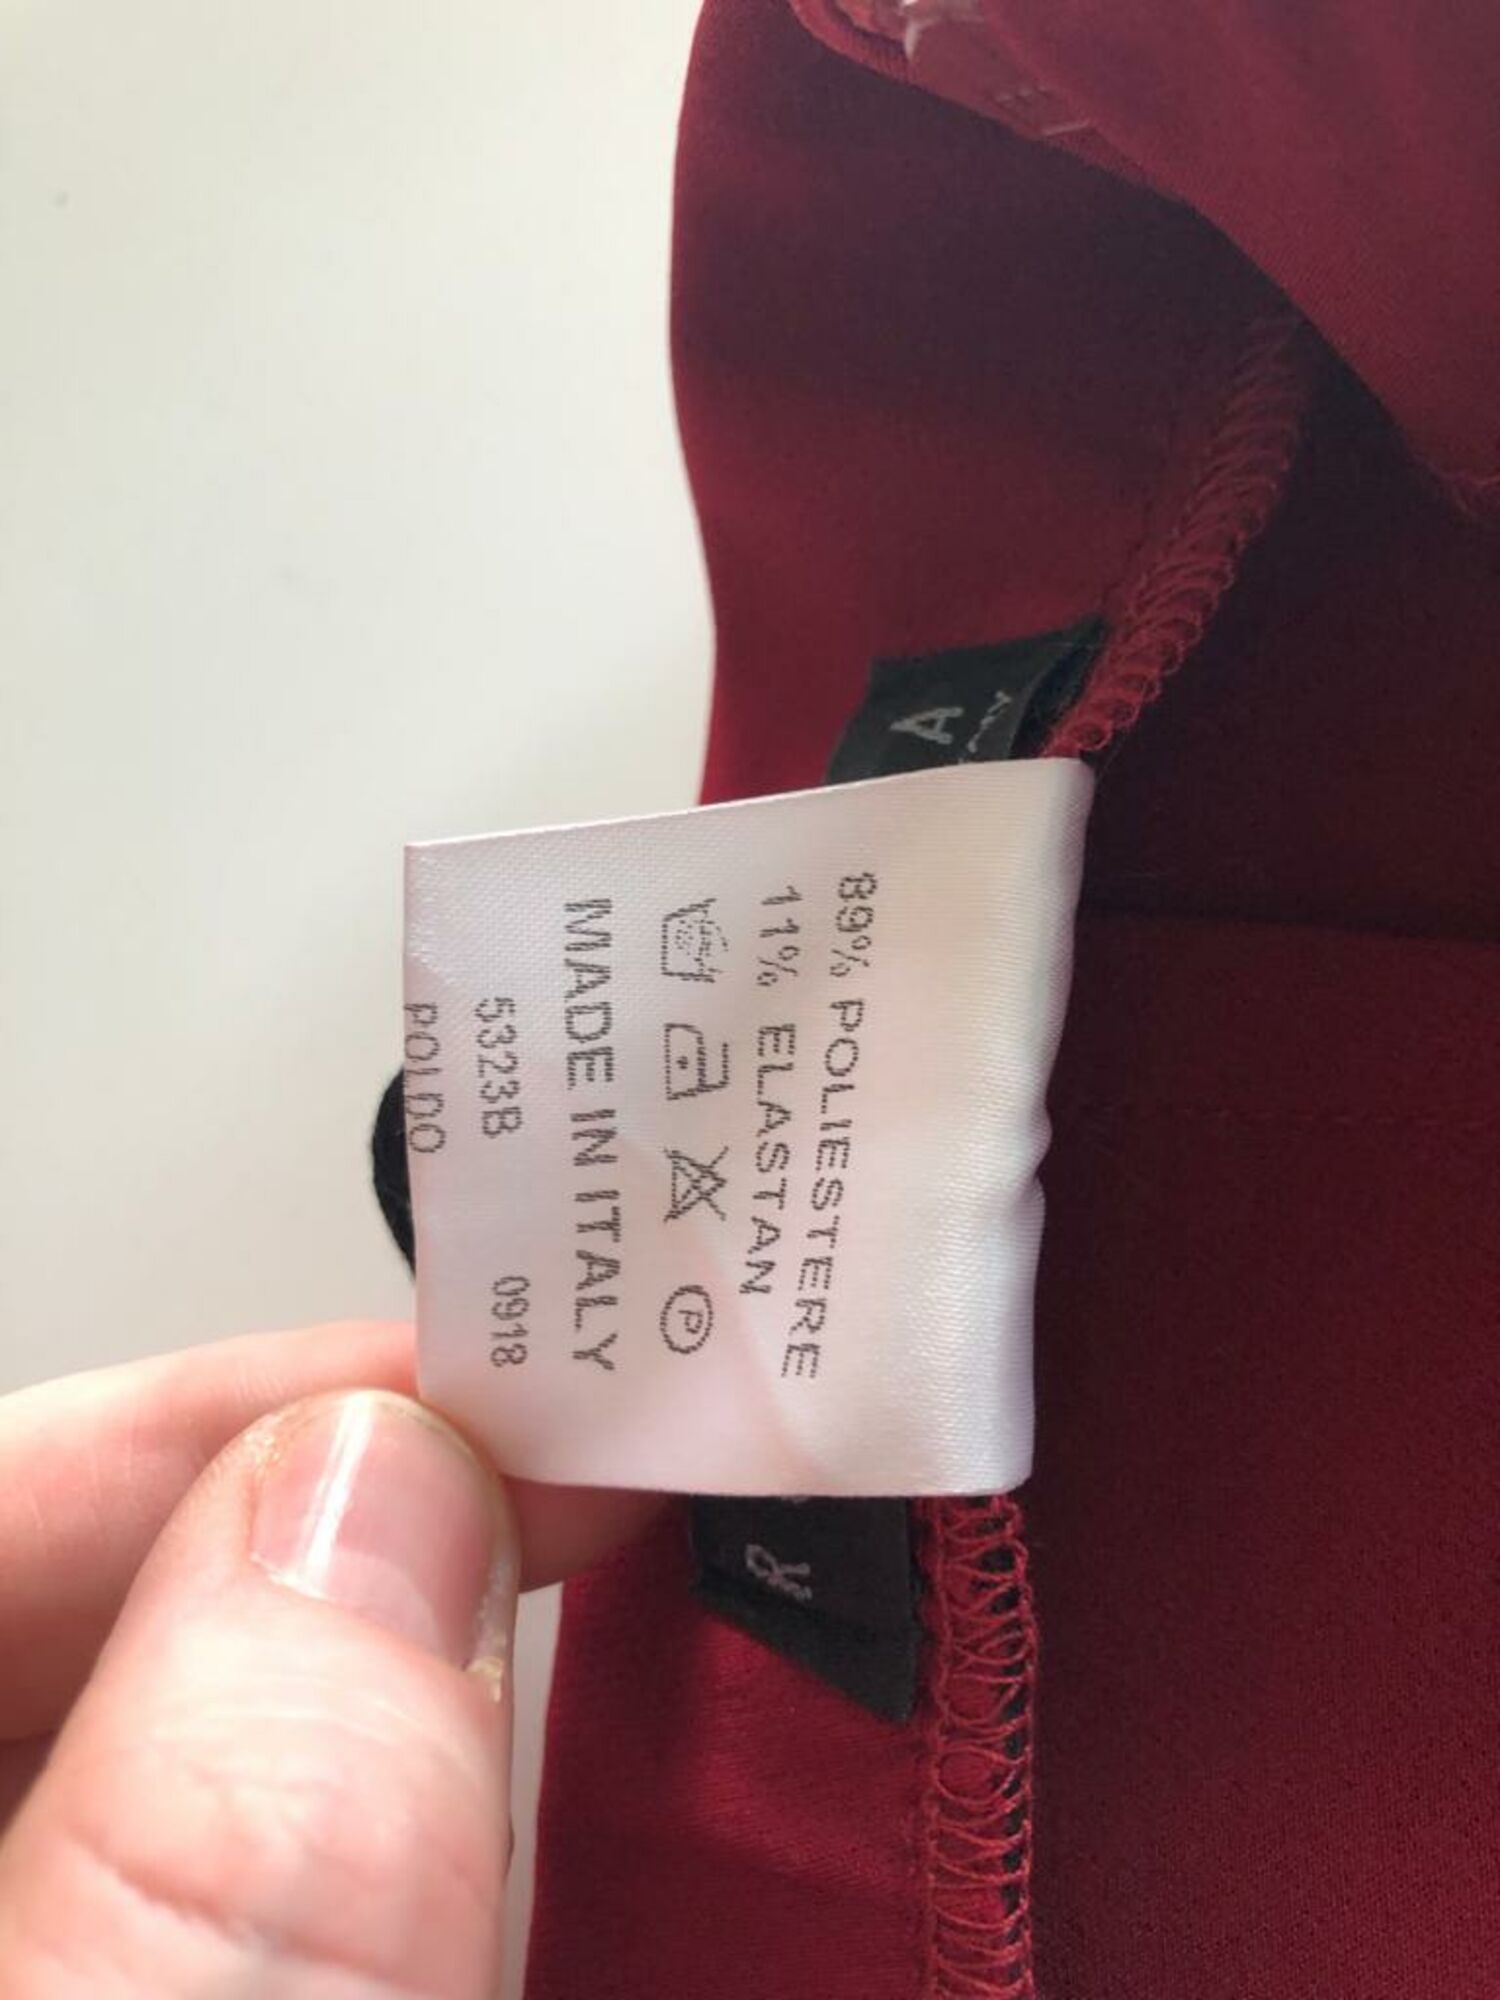 89% POLIESTERE
11% ELASTAN
P
MADE IN ITALY
5323B 0918
POLDO
A